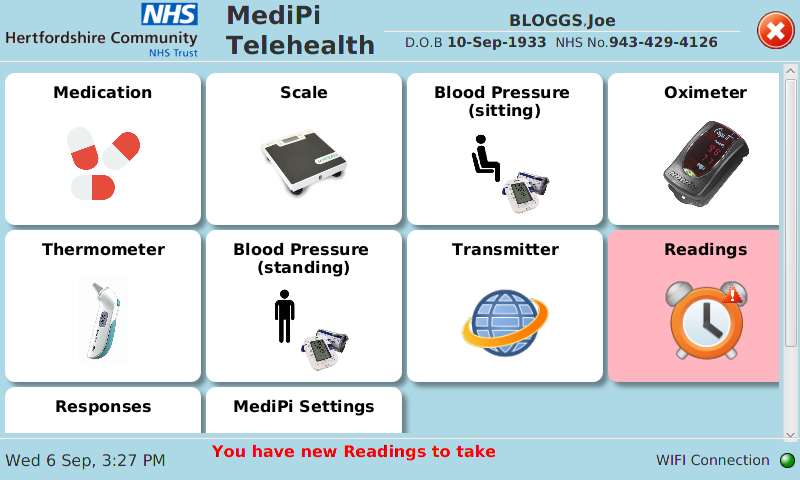 NHS
Hertfordshire Community
NHS Trust
MediPi
Telehealth
BLOGGS,Joe
D.O.B 10-Sep-1933 NHS No.943-429-4126
Medication
Scale
Blood Pressure
(sitting)
Oximeter
Thermometer
Blood Pressure
(standing)
Transmitter
Readings
Responses
MediPi Settings
Wed 6 Sep, 3:27 PM
You have new Readings to take
WIFI Connection